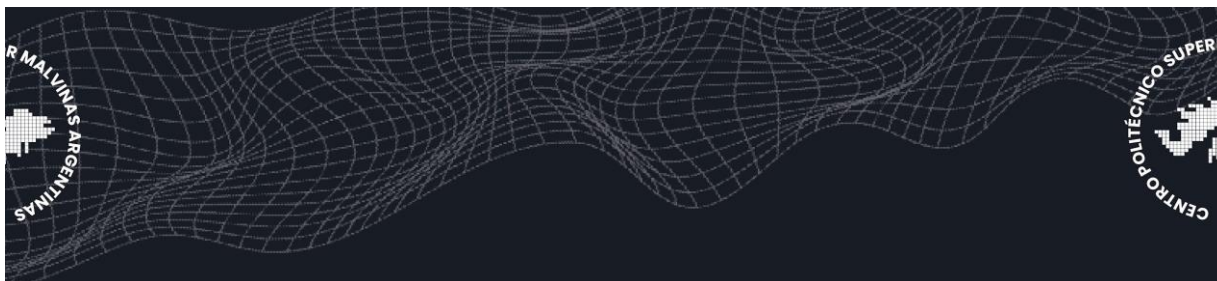 R MALVINAS ARGENTINAS
CENTRO POLITÉCNICO SUPER